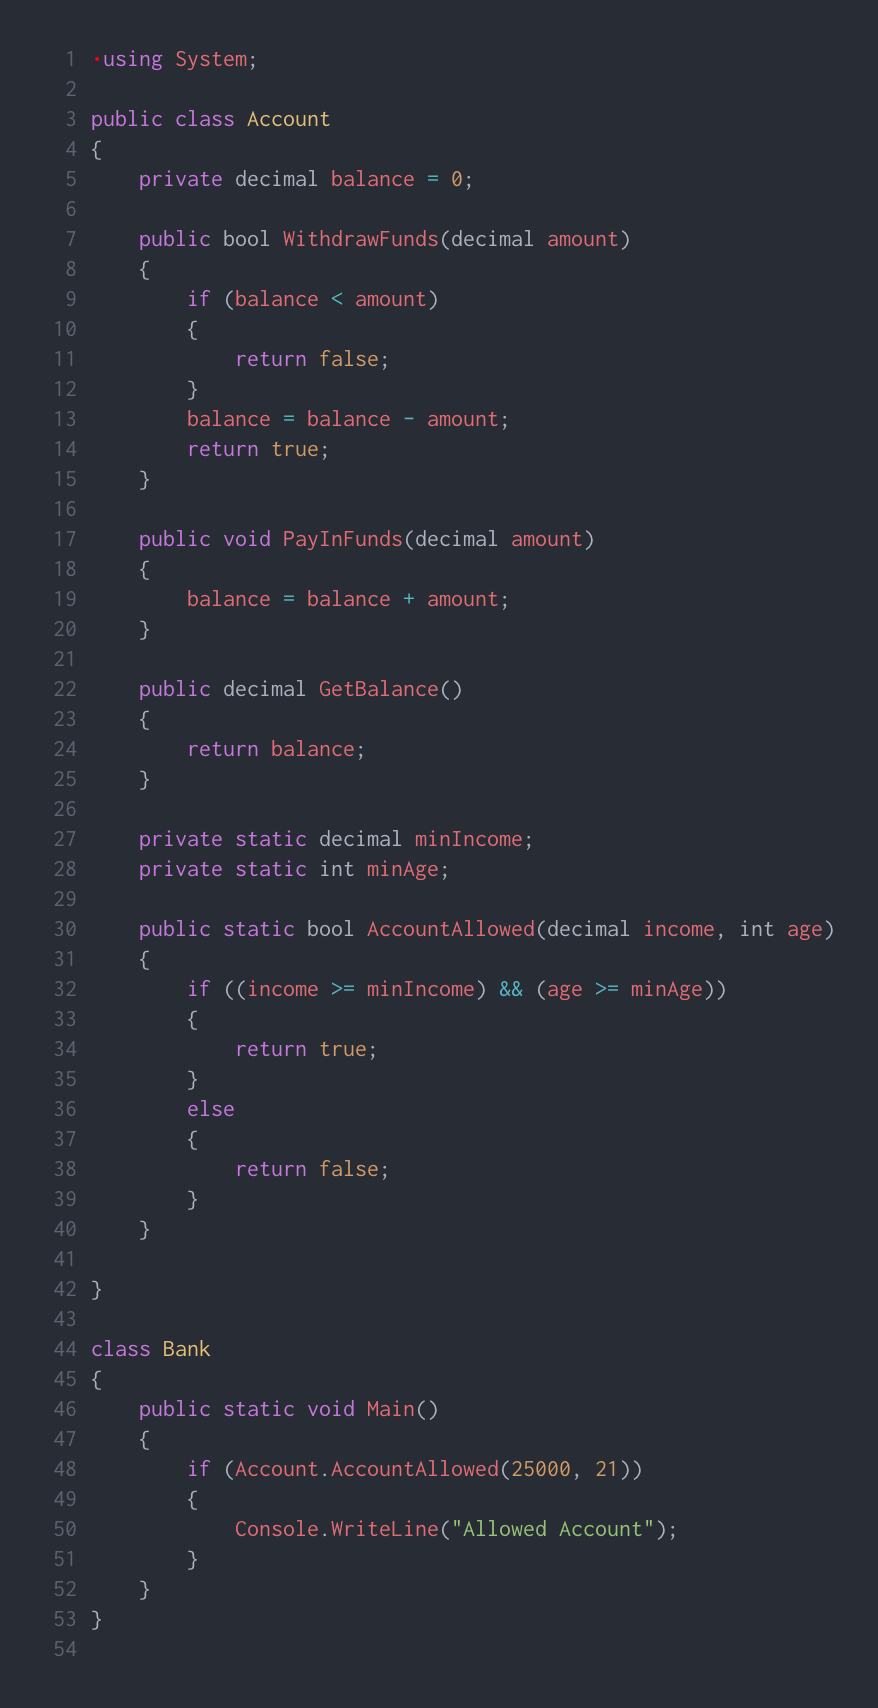 1 ·using System;
2
3 public class Account
4 {
5     private decimal balance = 0;
6
7     public bool WithdrawFunds(decimal amount)
8     {
9         if (balance < amount)
10         {
11             return false;
12         }
13         balance = balance - amount;
14         return true;
15     }
16
17     public void PayInFunds(decimal amount)
18     {
19         balance = balance + amount;
20     }
21
22     public decimal GetBalance()
23     {
24         return balance;
25     }
26
27     private static decimal minIncome;
28     private static int minAge;
29
30     public static bool AccountAllowed(decimal income, int age)
31     {
32         if ((income >= minIncome) && (age >= minAge))
33         {
34             return true;
35         }
36         else
37         {
38             return false;
39         }
40     }
41
42 }
43
44 class Bank
45 {
46     public static void Main()
47     {
48         if (Account.AccountAllowed(25000, 21))
49         {
50             Console.WriteLine("Allowed Account");
51         }
52     }
53 }
54